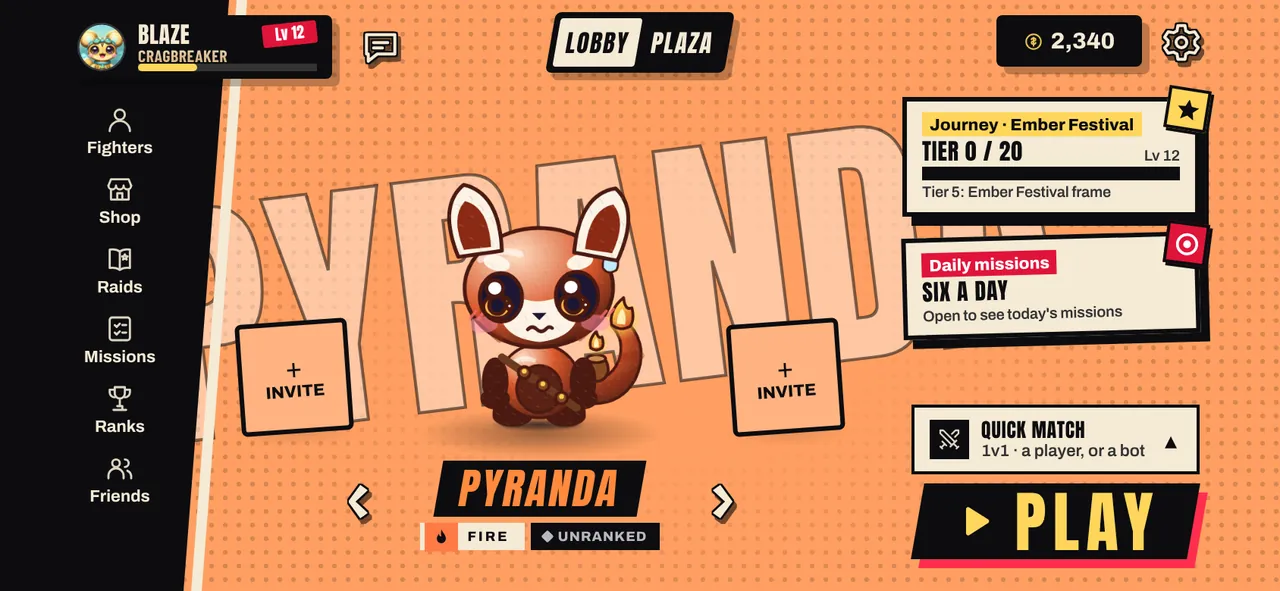 BLAZE
Lv 12
CRAGBREAKER
LOBBY
PLAZA
2,340
Fighters
Shop
Raids
Missions
Ranks
Friends
PYRANDA
Journey · Ember Festival
TIER 0 / 20
Lv 12
Tier 5: Ember Festival frame
Daily missions
SIX A DAY
Open to see today's missions
+
INVITE
+
INVITE
QUICK MATCH
1v1 · a player, or a bot
PLAY
PYRANDA
FIRE
UNRANKED